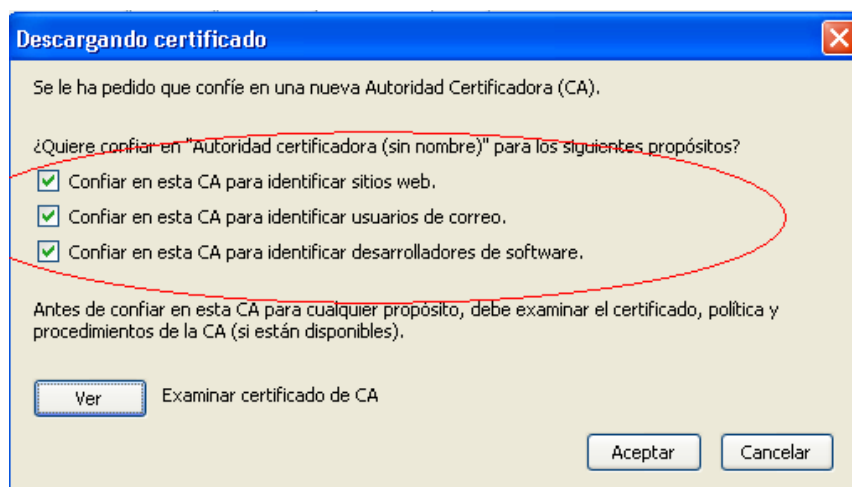 Descargando certificado
Se le ha pedido que confíe en una nueva Autoridad Certificadora (CA).
¿Quiere confiar en "Autoridad certificadora (sin nombre)" para los siguientes propósitos?
Confiar en esta CA para identificar sitios web.
Confiar en esta CA para identificar usuarios de correo.
Confiar en esta CA para identificar desarrolladores de software.
Antes de confiar en esta CA para cualquier propósito, debe examinar el certificado, política y
procedimientos de la CA (si están disponibles).
Ver Examinar certificado de CA
Aceptar Cancelar